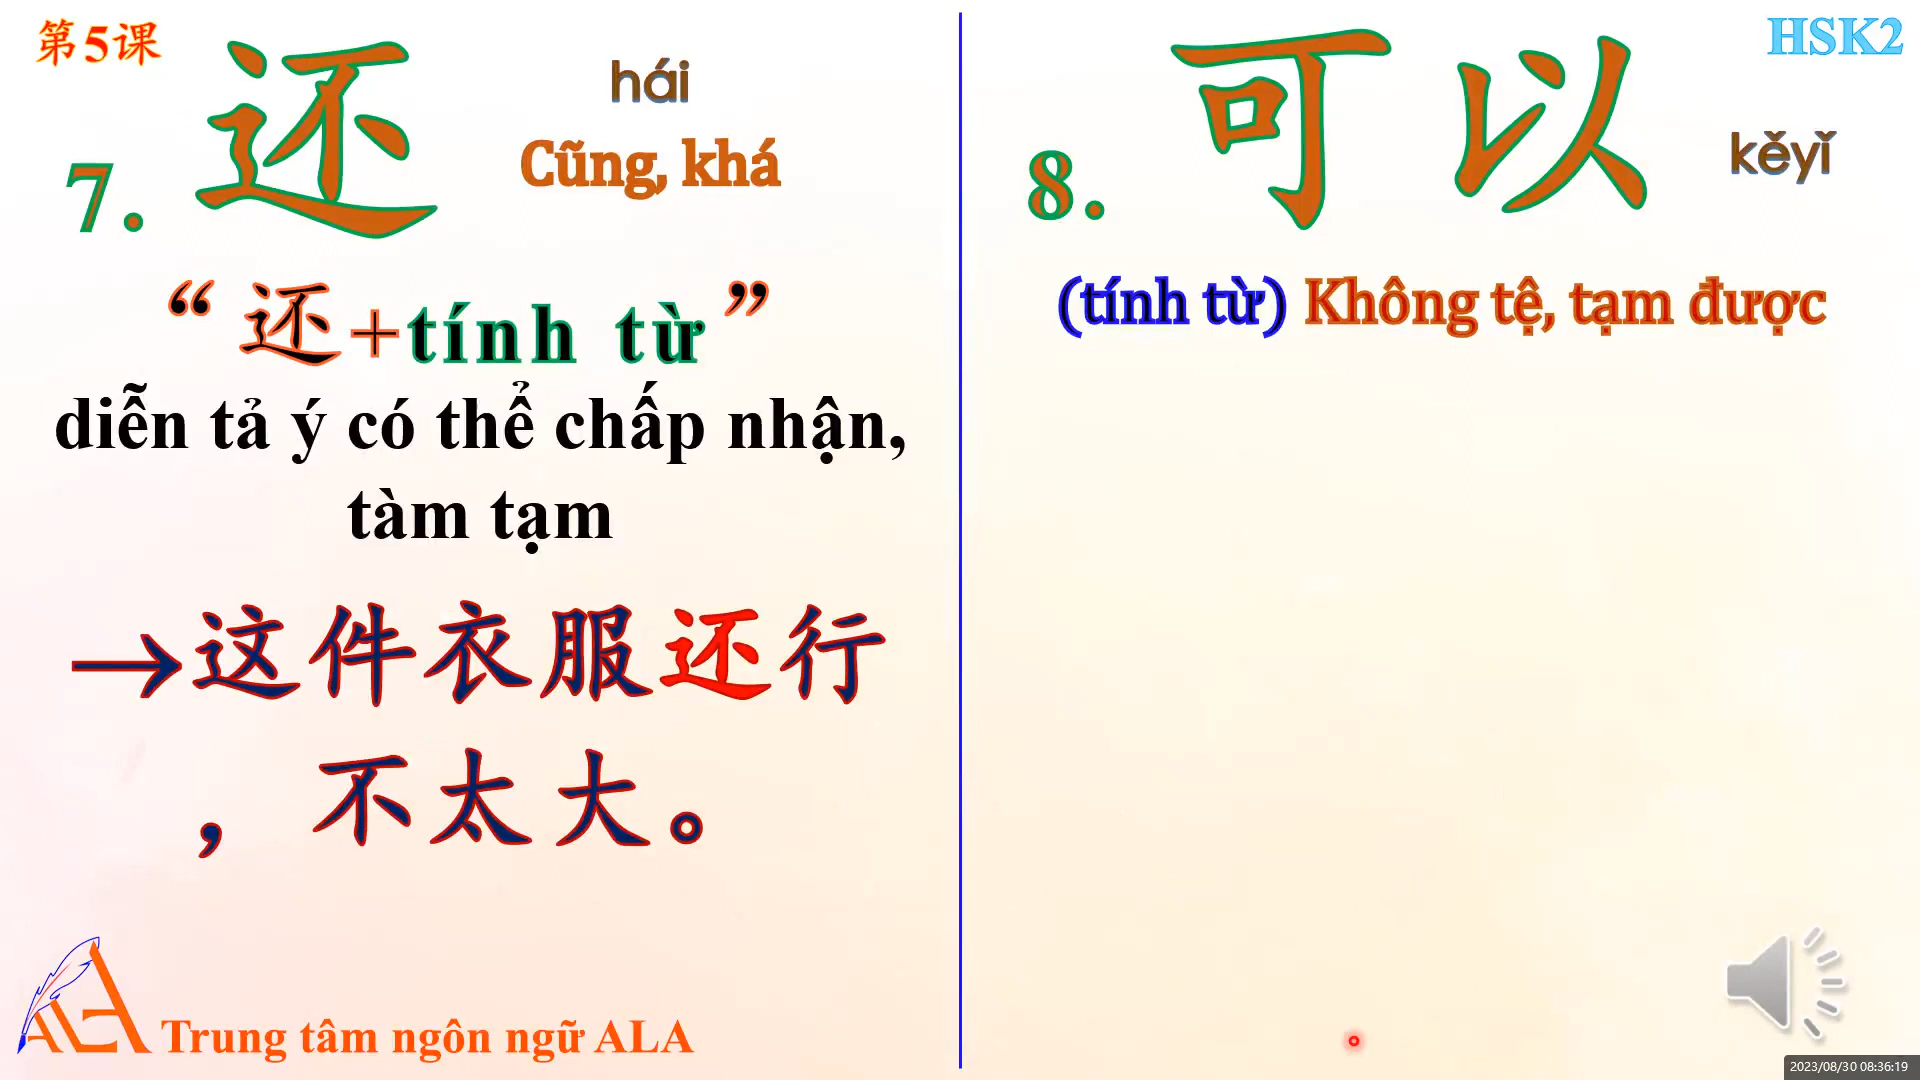 第5课
7. 还
hái
Cũng, khá
“还+tính từ”
diễn tả ý có thể chấp nhận,
tàm tạm
→这件衣服还行
，不太大。
ALA
Trung tâm ngôn ngữ ALA
HSK2
8. 可以
kěyǐ
(tính từ) Không tệ, tạm được
2023/08/30 08:36:19